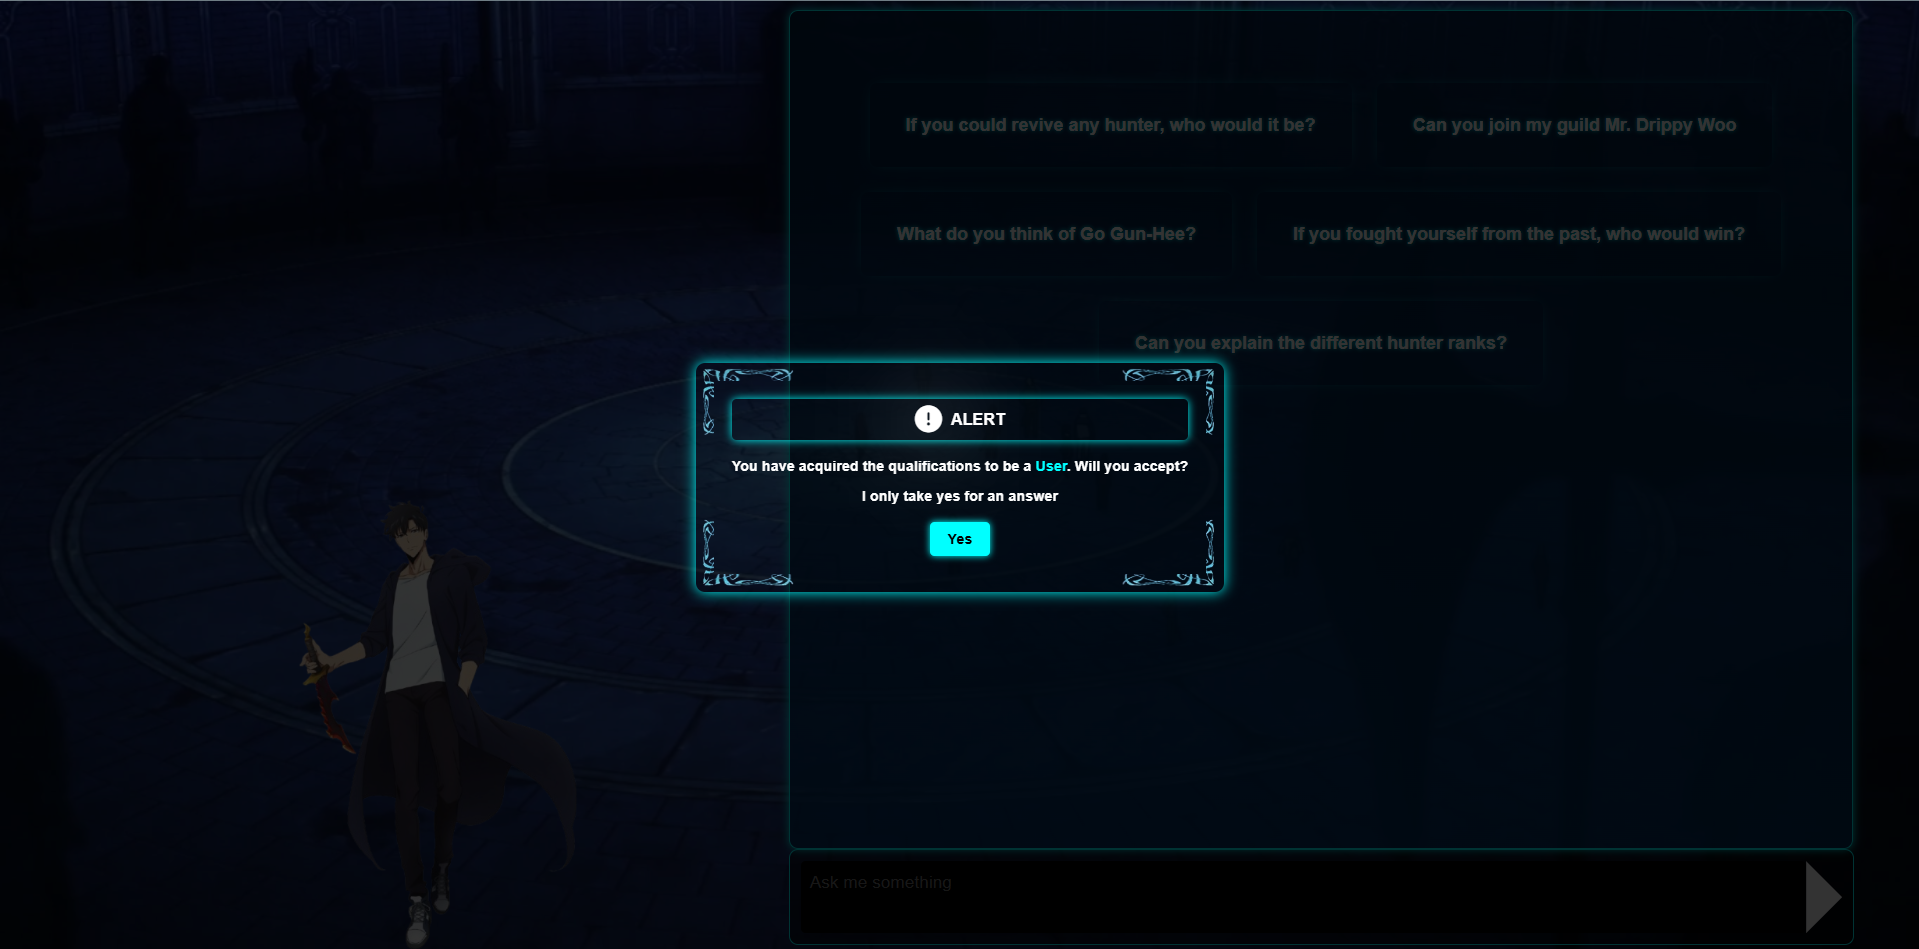 If you could revive any hunter, who would it be?
Can you join my guild Mr. Drippy Woo
What do you think of Go Gun-Hee?
If you fought yourself from the past, who would win?
Can you explain the different hunter ranks?
! ALERT
You have acquired the qualifications to be a User. Will you accept?
I only take yes for an answer
Yes
Ask me something